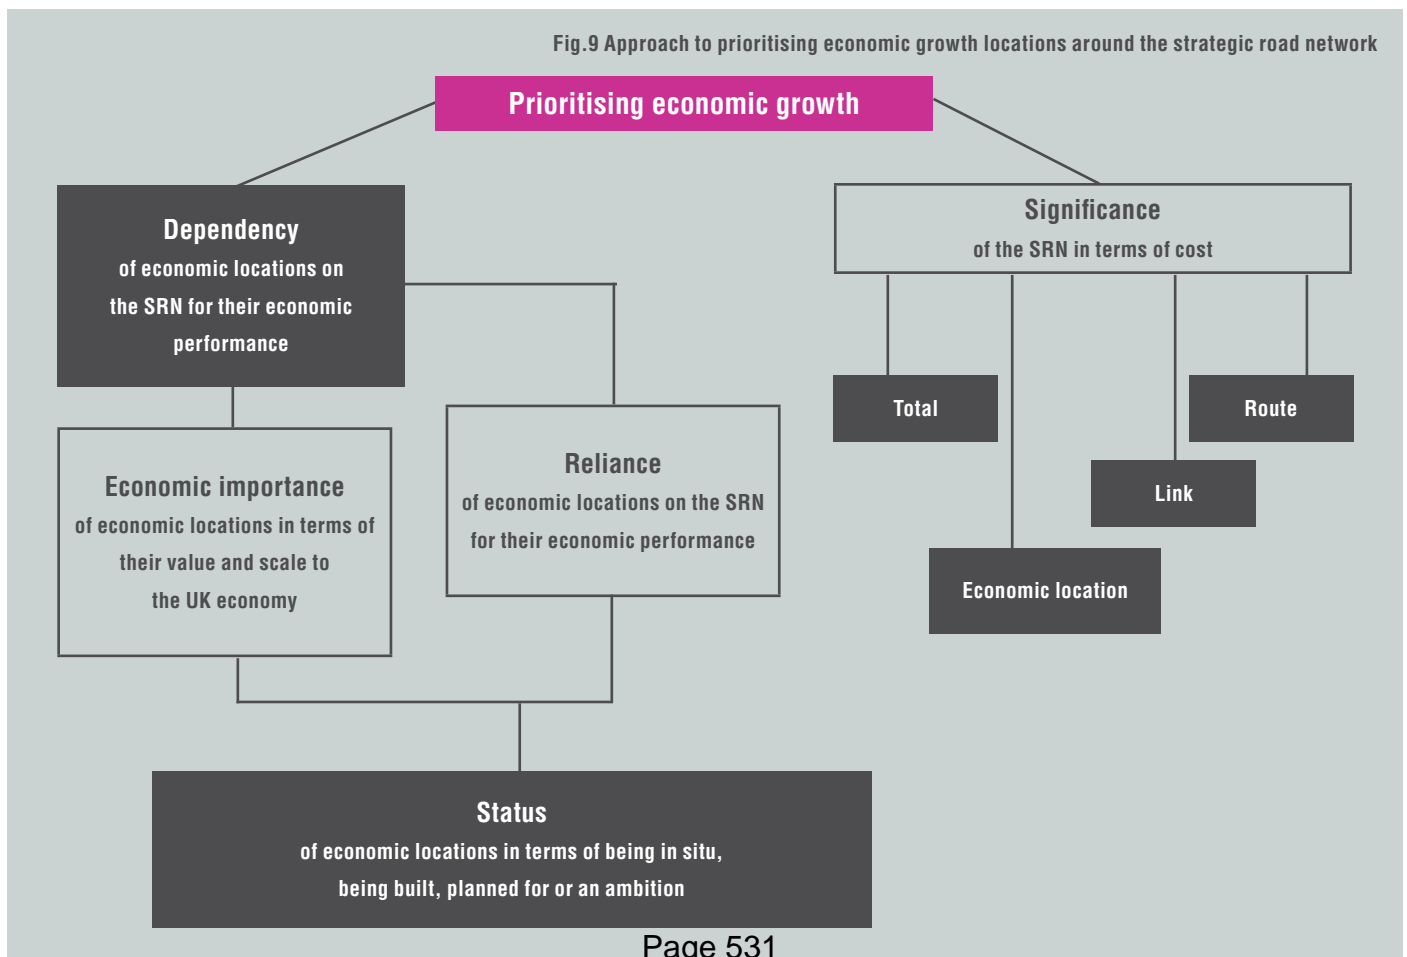 Fig.9 Approach to prioritising economic growth locations around the strategic road network
Prioritising economic growth
Dependency
of economic locations on
the SRN for their economic
performance
Significance
of the SRN in terms of cost
Total
Route
Link
Economic location
Economic importance
of economic locations in terms of
their value and scale to
the UK economy
Reliance
of economic locations on the SRN
for their economic performance
Status
of economic locations in terms of being in situ,
being built, planned for or an ambition
Page 531